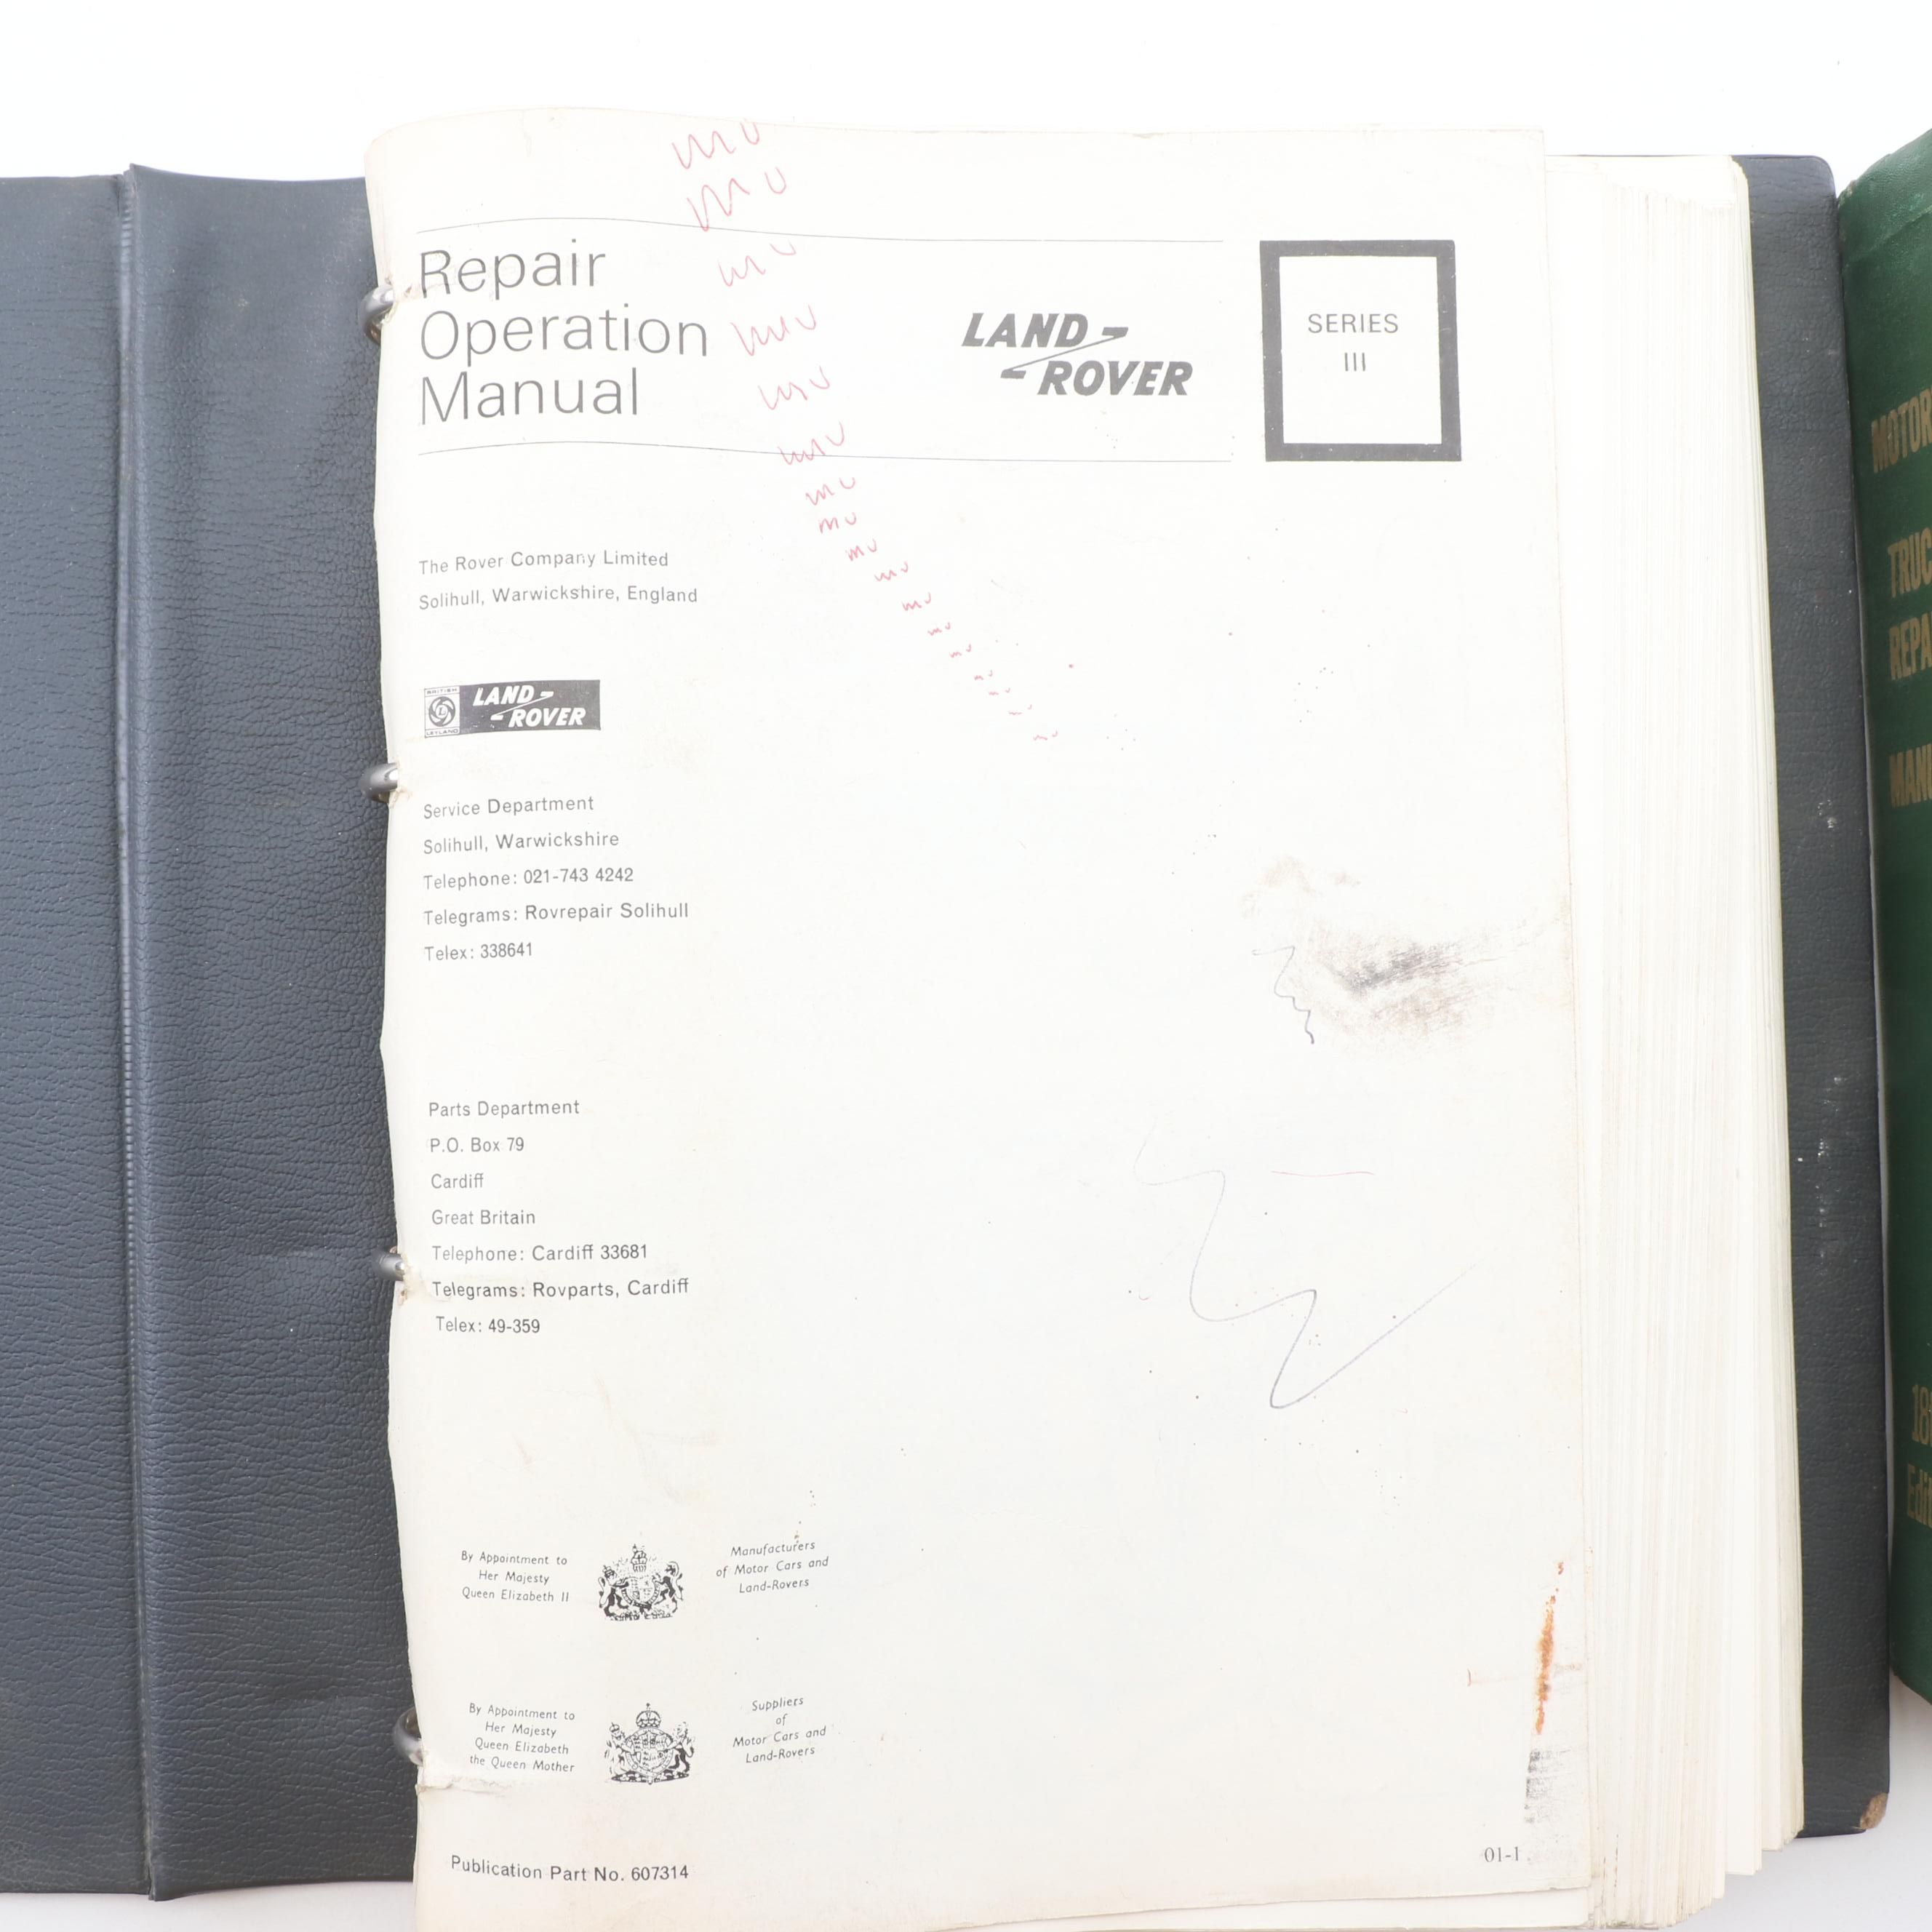 Repair
Operation
Manual
LAND-
-ROVER
SERIES
III
The Rover Company Limited
Solihull, Warwickshire, England
BRITISH
L
LEYLAND
LAND-
-ROVER
Service Department
Solihull, Warwickshire
Telephone: 021-743 4242
Telegrams: Rovrepair Solihull
Telex: 338641
Parts Department
P.O. Box 79
Cardiff
Great Britain
Telephone: Cardiff 33681
Telegrams: Rovparts, Cardiff
Telex: 49-359
By Appointment to
Her Majesty
Queen Elizabeth II
Manufacturers
of Motor Cars and
Land-Rovers
By Appointment to
Her Majesty
Queen Elizabeth
the Queen Mother
Suppliers
of
Motor Cars and
Land-Rovers
Publication Part No. 607314
01-1